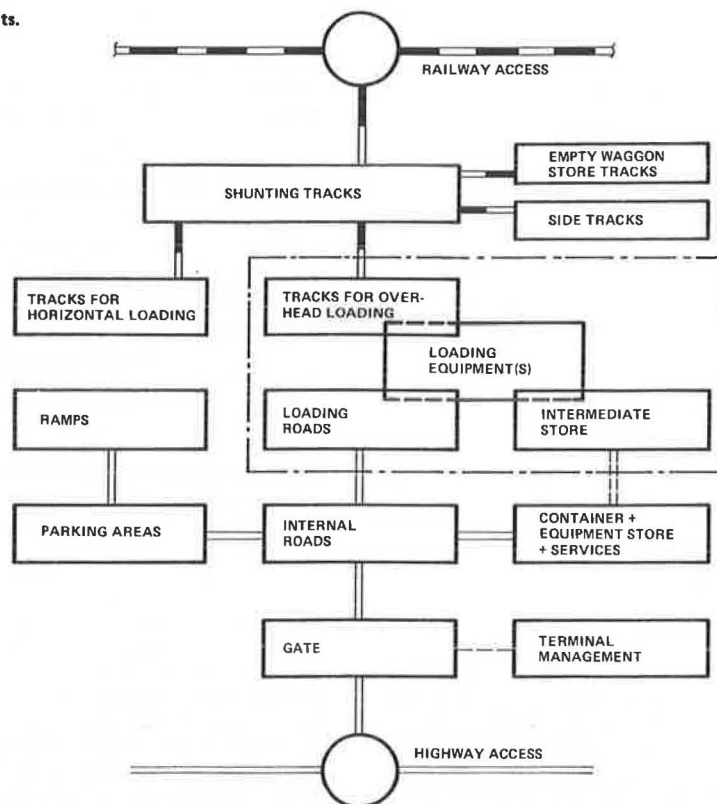 ts.
RAILWAY ACCESS
EMPTY WAGGON
STORE TRACKS
SHUNTING TRACKS
SIDE TRACKS
TRACKS FOR
HORIZONTAL LOADING
TRACKS FOR OVER-
HEAD LOADING
LOADING
EQUIPMENT(S)
RAMPS
LOADING
ROADS
INTERMEDIATE
STORE
PARKING AREAS
INTERNAL
ROADS
CONTAINER +
EQUIPMENT STORE
+ SERVICES
GATE
TERMINAL
MANAGEMENT
HIGHWAY ACCESS